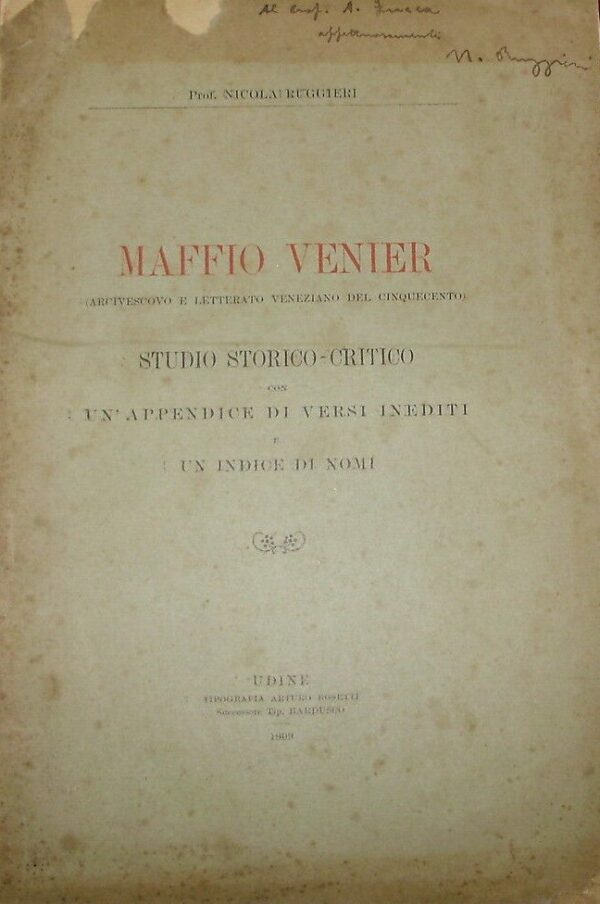 Al Prof. A.
affettuosamente
N. Ruggieri
Prof. NICOLA RUGGIERI
MAFFIO VENIER
(ARCIVESCOVO E LETTERATO VENEZIANO DEL CINQUECENTO)
STUDIO STORICO-CRITICO
CON
UN' APPENDICE DI VERSI INEDITI
E
UN INDICE DI NOMI
UDINE
TIPOGRAFIA ARTURO BOSETTI
Successore Tip. BARDUSCO
1909